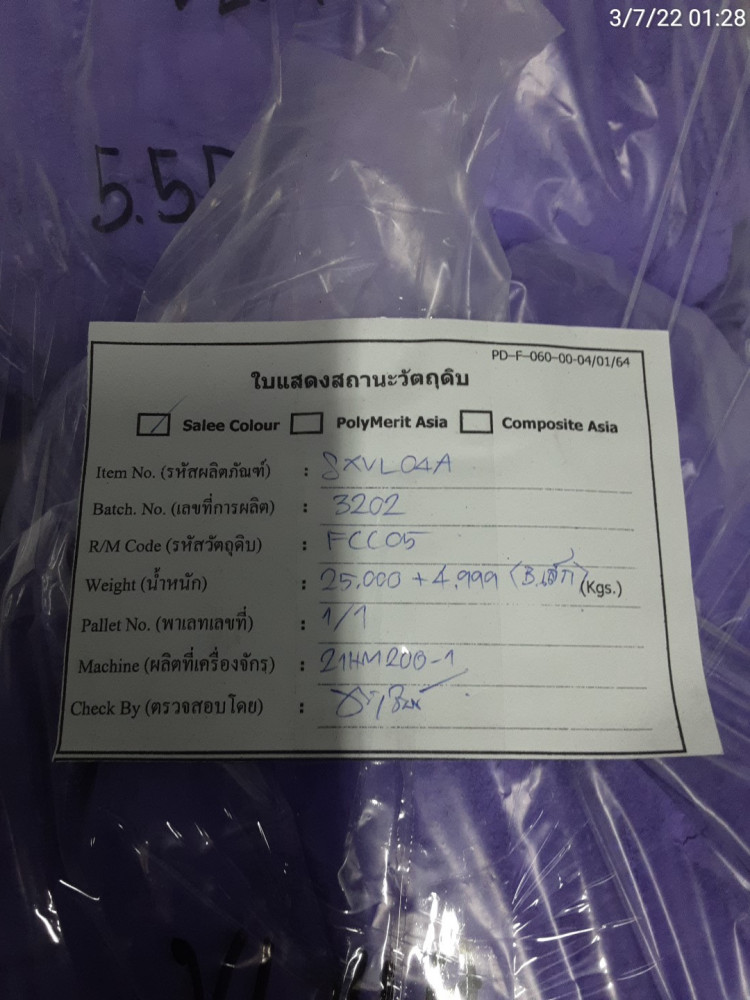 3/7/22 01:28
5.5
PD-F-060-00-04/01/64
ใบแสดงสถานะวัตถุดิบ
Salee Colour PolyMerit Asia Composite Asia
Item No. (รหัสผลิตภัณฑ์) : SXVL04A
Batch. No. (เลขที่การผลิต) : 3202
R/M Code (รหัสวัตถุดิบ) : FCC05
Weight (น้ำหนัก) : 25.000 + 4.999 (Kgs.)
Pallet No. (พาเลทเลขที่) : 1/1
Machine (ผลิตที่เครื่องจักร) : 21HM200-1
Check By (ตรวจสอบโดย) :